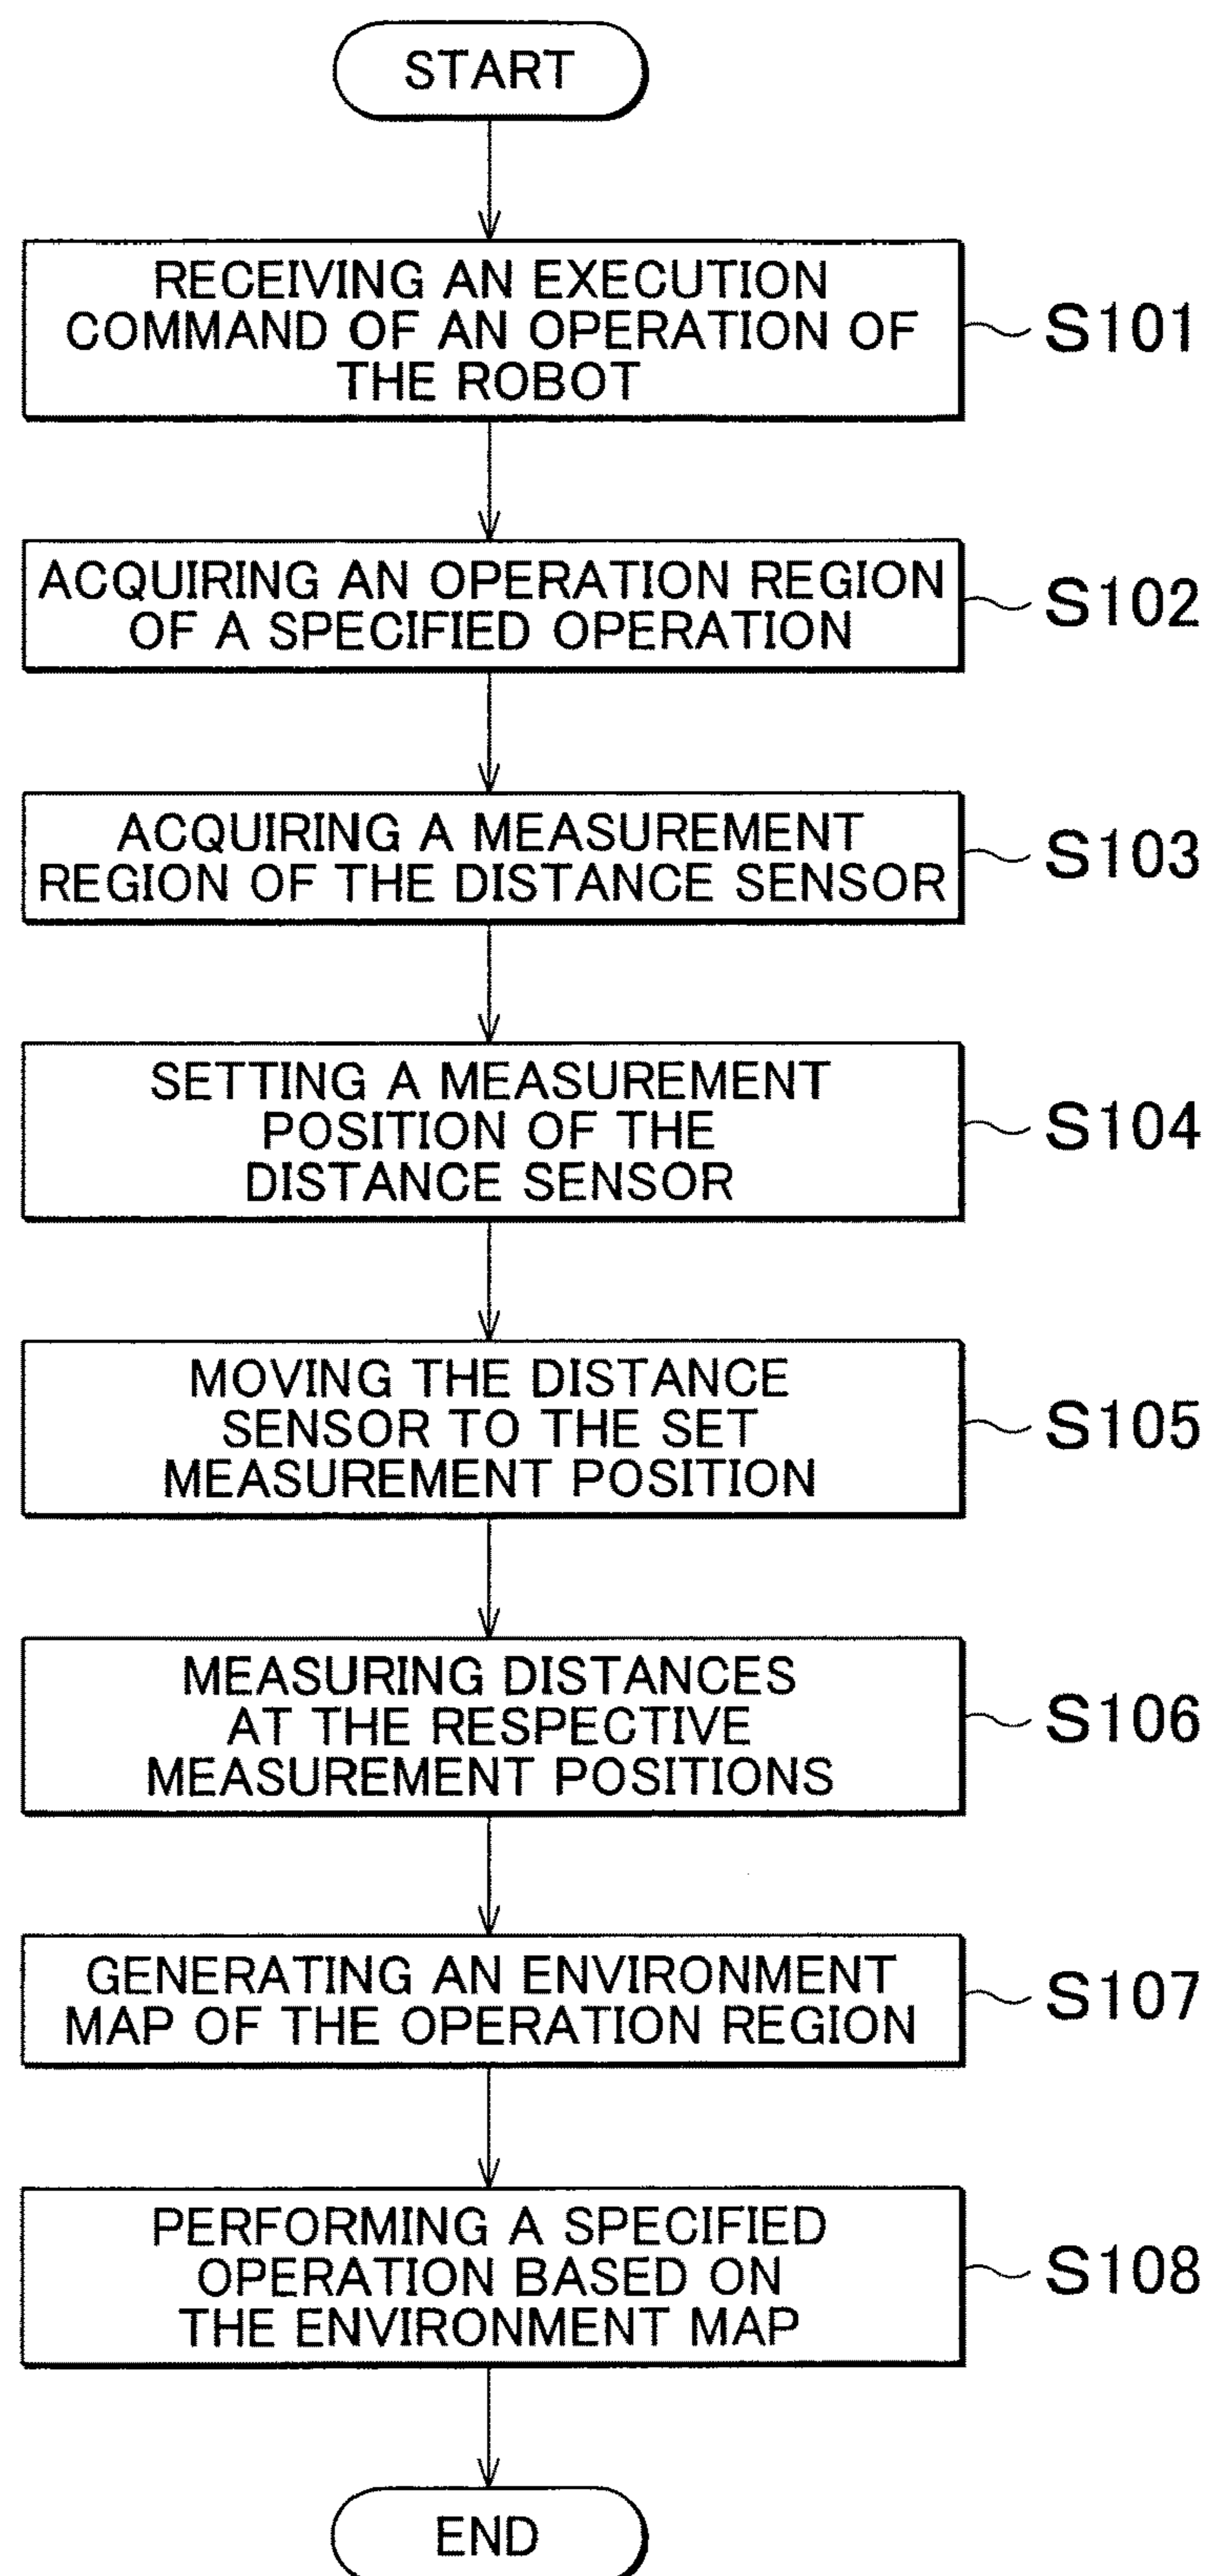 START
RECEIVING AN EXECUTION
COMMAND OF AN OPERATION OF
THE ROBOT
S101
ACQUIRING AN OPERATION REGION
OF A SPECIFIED OPERATION
S102
ACQUIRING A MEASUREMENT
REGION OF THE DISTANCE SENSOR
S103
SETTING A MEASUREMENT
POSITION OF THE
DISTANCE SENSOR
S104
MOVING THE DISTANCE
SENSOR TO THE SET
MEASUREMENT POSITION
S105
MEASURING DISTANCES
AT THE RESPECTIVE
MEASUREMENT POSITIONS
S106
GENERATING AN ENVIRONMENT
MAP OF THE OPERATION REGION
S107
PERFORMING A SPECIFIED
OPERATION BASED ON
THE ENVIRONMENT MAP
S108
END